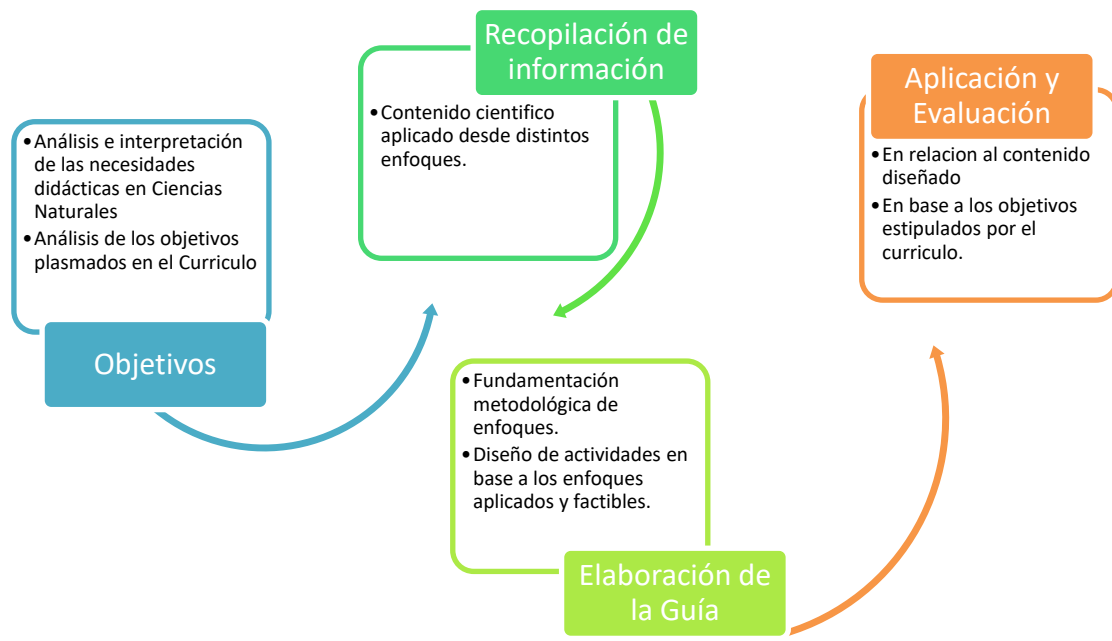 •Análisis e interpretación
de las necesidades
didácticas en Ciencias
Naturales
•Análisis de los objetivos
plasmados en el Curriculo
Objetivos
Recopilación de
información
•Contenido cientifico
aplicado desde distintos
enfoques.
•Fundamentación
metodológica de
enfoques.
•Diseño de actividades en
base a los enfoques
aplicados y factibles.
Elaboración de
la Guía
Aplicación y
Evaluación
•En relacion al contenido
diseñado
•En base a los objetivos
estipulados por el
curriculo.